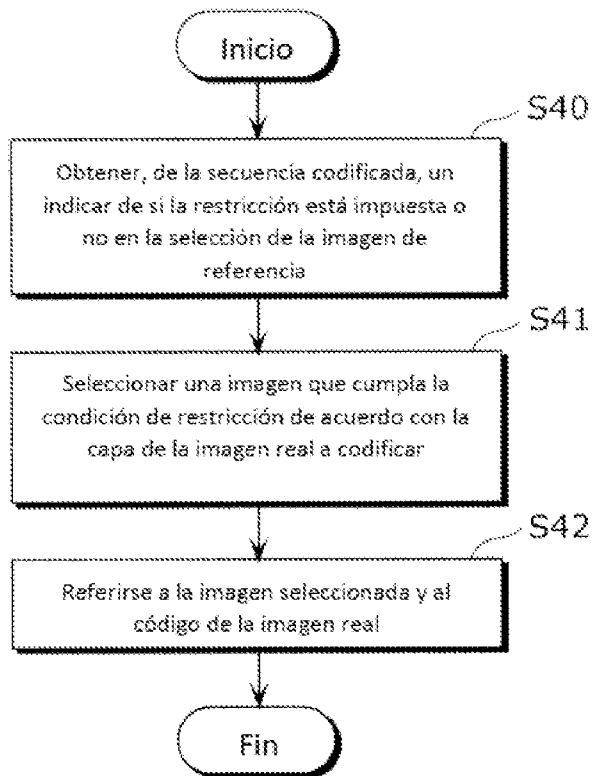 Inicio
S40
Obtener, de la secuencia codificada, un
indicar de si la restricción está impuesta o
no en la selección de la imagen de
referencia
S41
Seleccionar una imagen que cumpla la
condición de restricción de acuerdo con la
capa de la imagen real a codificar
S42
Referirse a la imagen seleccionada y al
código de la imagen real
Fin